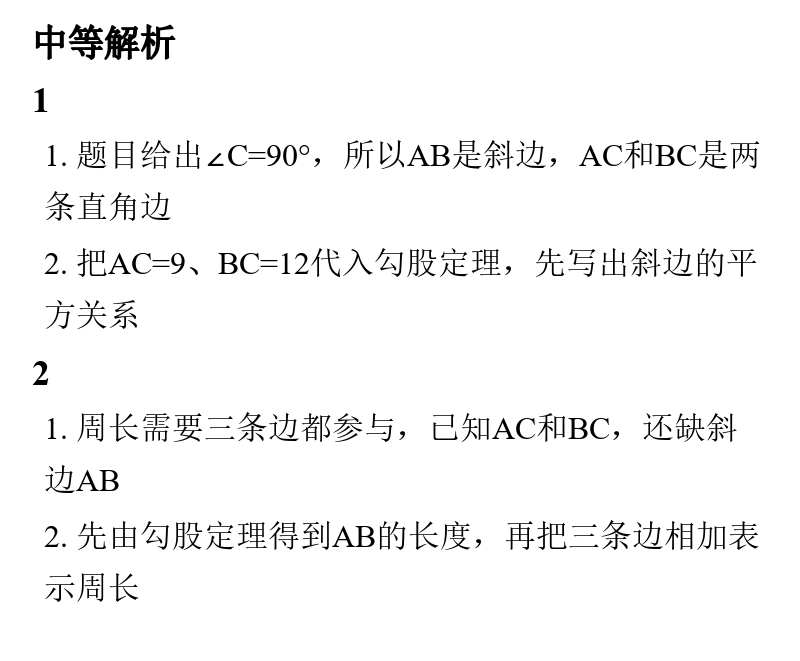 中等解析
1
1. 题目给出∠C=90°，所以AB是斜边，AC和BC是两
条直角边
2. 把AC=9、BC=12代入勾股定理，先写出斜边的平
方关系
2
1. 周长需要三条边都参与，已知AC和BC，还缺斜
边AB
2. 先由勾股定理得到AB的长度，再把三条边相加表
示周长